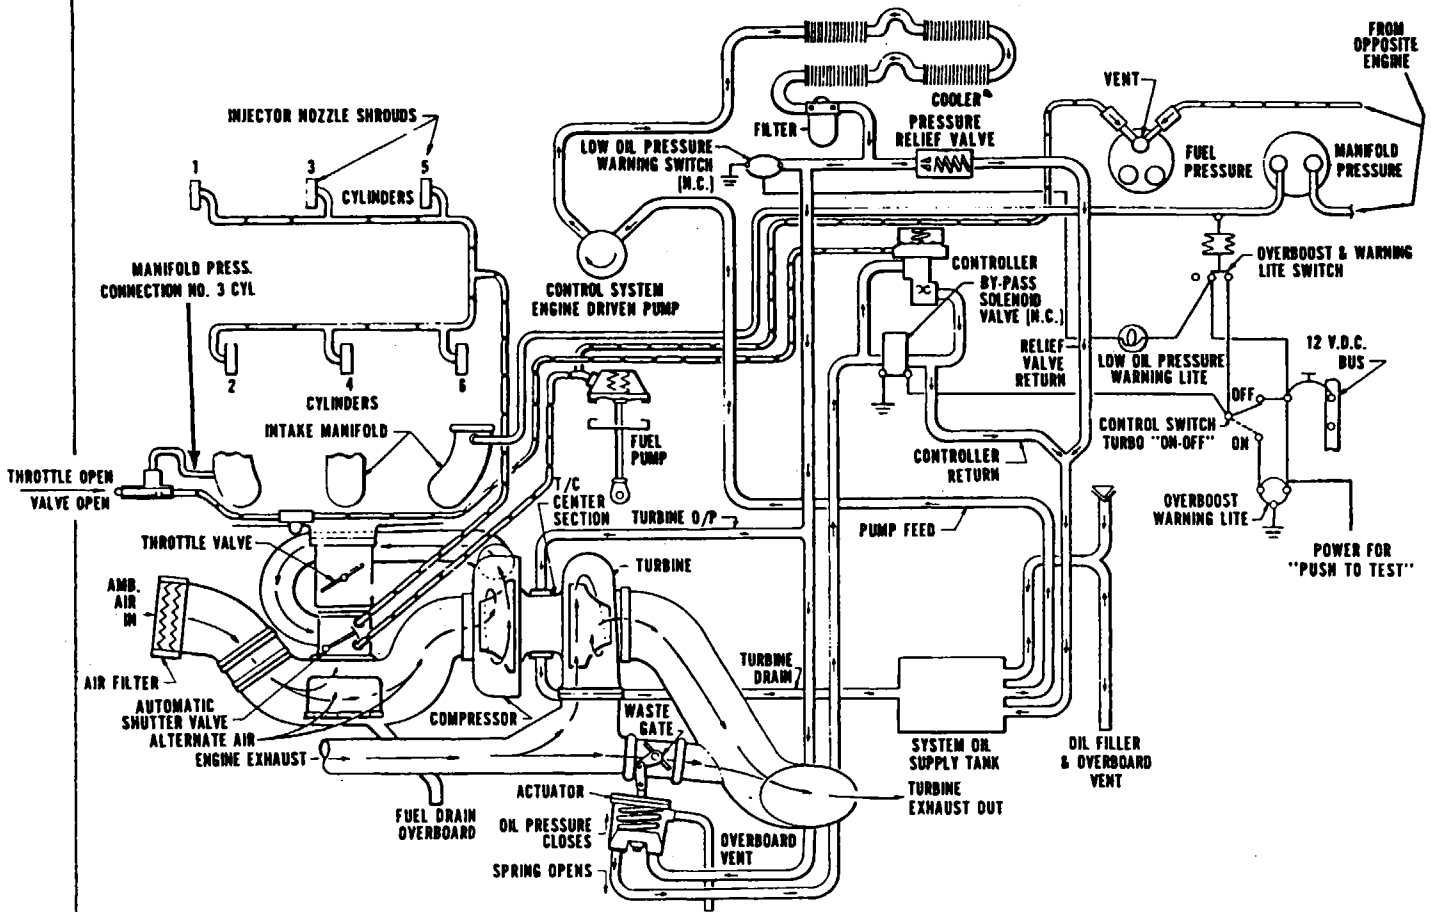 FROM
OPPOSITE
ENGINE
VENT
COOLER
INJECTOR NOZZLE SHROUDS
FILTER
PRESSURE
RELIEF VALVE
LOW OIL PRESSURE
WARNING SWITCH
(N.C.)
FUEL
PRESSURE
MANIFOLD
PRESSURE
1
3
5
CYLINDERS
MANIFOLD PRESS.
CONNECTION NO. 3 CYL
CONTROL SYSTEM
ENGINE DRIVEN PUMP
CONTROLLER
BY-PASS
SOLENOID
VALVE (N.C.)
OVERBOOST & WARNING
LITE SWITCH
RELIEF
VALVE
RETURN
LOW OIL PRESSURE
WARNING LITE
12 V.D.C.
BUS
2
4
6
CYLINDERS
INTAKE MANIFOLD
FUEL
PUMP
OFF
CONTROL SWITCH
TURBO "ON-OFF"
ON
CONTROLLER
RETURN
THROTTLE OPEN
VALVE OPEN
T/C
CENTER
SECTION
TURBINE O/P
PUMP FEED
OVERBOOST
WARNING LITE
POWER FOR
"PUSH TO TEST"
THROTTLE VALVE
TURBINE
AMB.
AIR
IN
AIR FILTER
AUTOMATIC
SHUTTER VALVE
ALTERNATE AIR
ENGINE EXHAUST
COMPRESSOR
TURBINE
DRAIN
WASTE
GATE
SYSTEM OIL
SUPPLY TANK
OIL FILLER
& OVERBOARD
VENT
ACTUATOR
TURBINE
EXHAUST OUT
FUEL DRAIN
OVERBOARD
OIL PRESSURE
CLOSES
OVERBOARD
VENT
SPRING OPENS